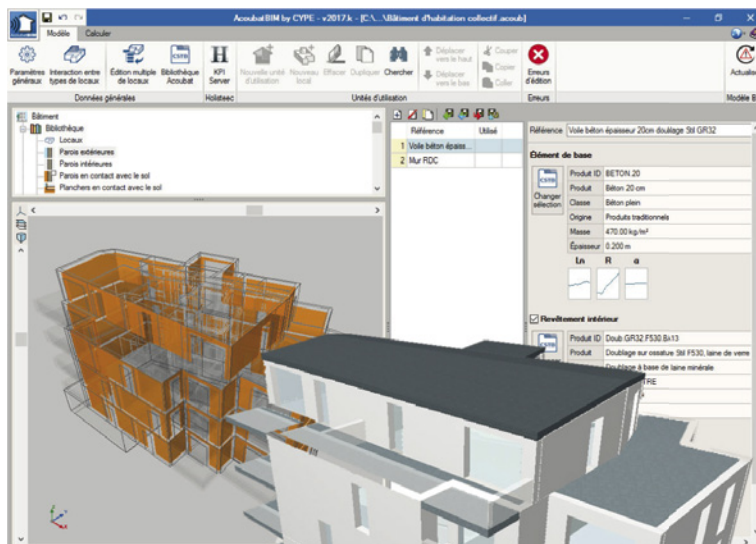 AcoubatBIM by CYPE - v2017.k - [C:\...\Bâtiment d'habitation collectif.acoub]
Modèle Calculer
Paramètres généraux
Interaction entre types de locaux
Édition multiple de locaux
Bibliothèque Acoubat
KPI Server
Nouvelle unité d'utilisation
Nouveau local
Effacer
Dupliquer
Chercher
Déplacer vers le haut
Déplacer vers le bas
Couper
Copier
Coller
Erreurs d'édition
Actualise
Données générales
Holisteec
Unités d'utilisation
Erreurs
Modèle B
Bâtiment
Bibliothèque
Locaux
Parois extérieures
Parois intérieures
Parois en contact avec le sol
Planchers en contact avec le sol
Référence Utilisé
1 Voile béton épaiss...
2 Mur RDC
Référence Voile béton épaisseur 20cm doublage Stil GR32
Élément de base
CSTB
Changer sélection
Produit ID BETON.20
Produit Béton 20 cm
Classe Béton plein
Origine Produits traditionnels
Masse 470.00 kg/m²
Épaisseur 0.200 m
Ln R α
Revêtement intérieur
Produit ID Doub.GR32.F530.BA13
Produit Doublage sur ossature Stil F530, laine de verre
Doublage à base de laine minérale
TRE